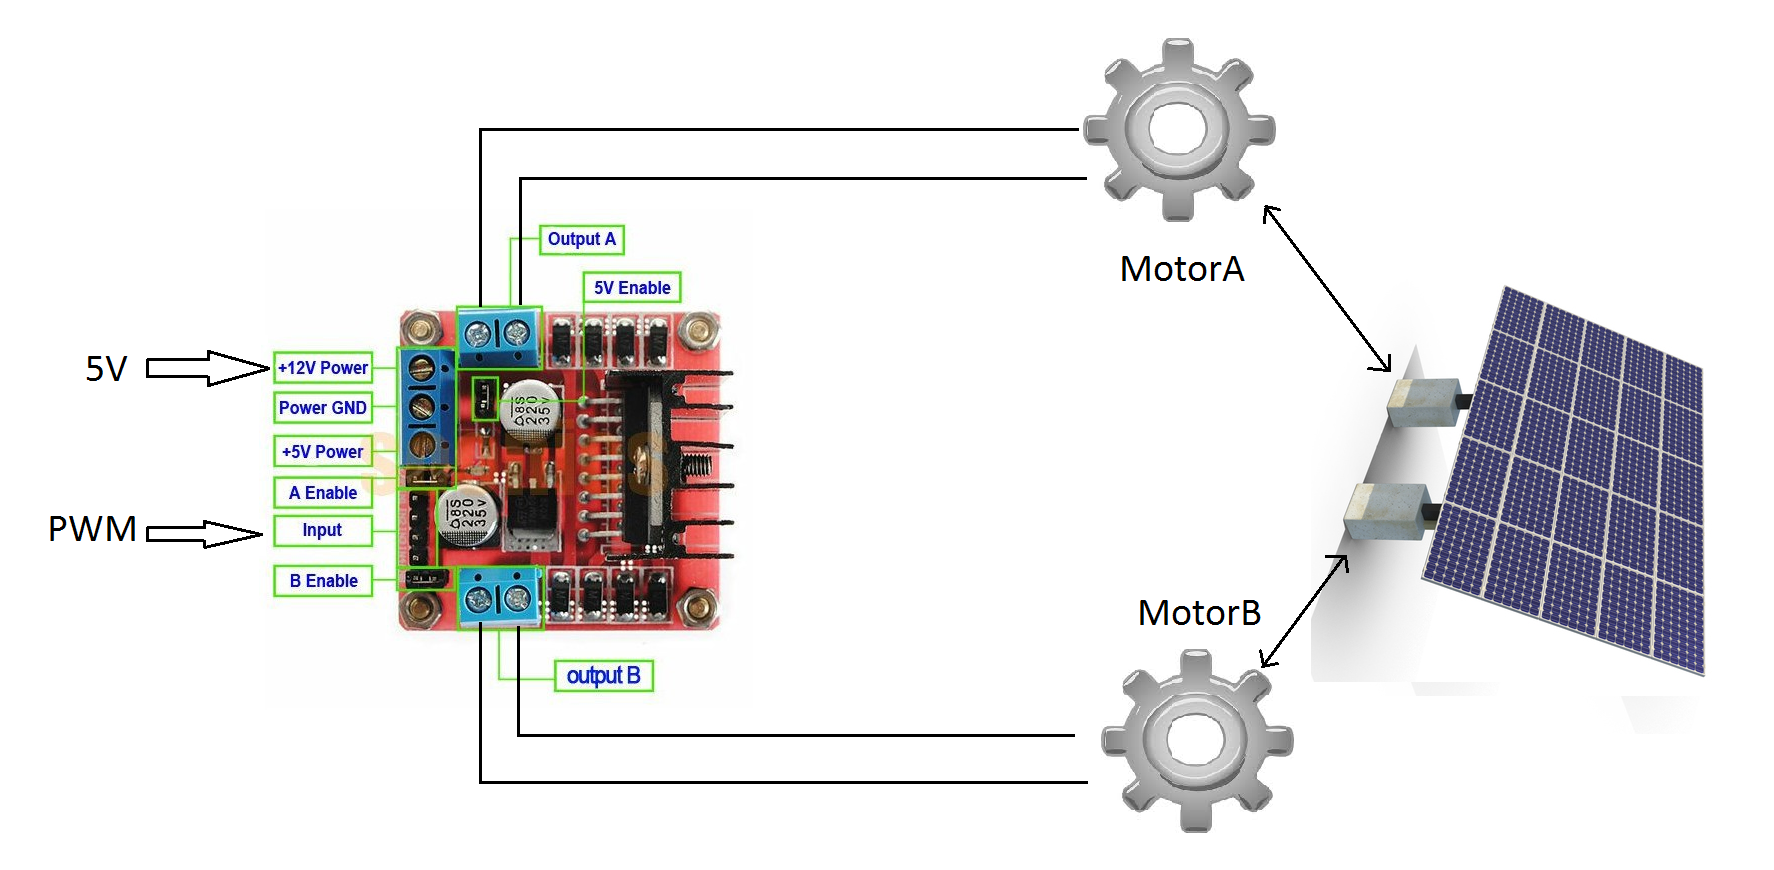 Output A
5V Enable
5V
+12V Power
Power GND
+5V Power
A Enable
PWM
Input
B Enable
output B
MotorA
MotorB
220
35V
220
35V